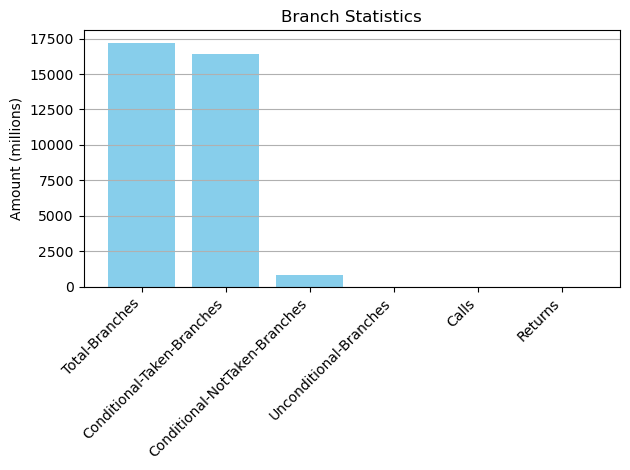 Branch Statistics
Amount (millions)
17500
15000
12500
10000
7500
5000
2500
0
Total-Branches
Conditional-Taken-Branches
Conditional-NotTaken-Branches
Unconditional-Branches
Calls
Returns